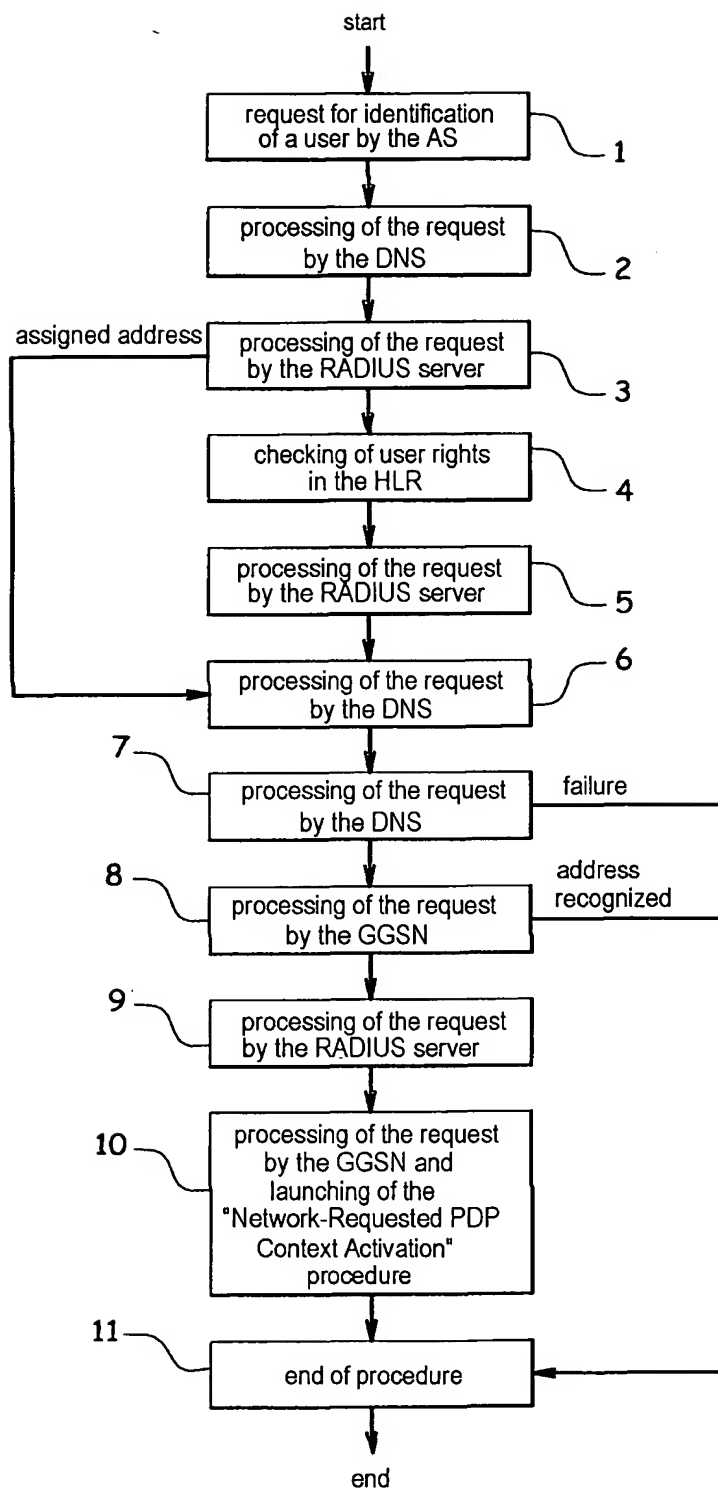 start
request for identification
of a user by the AS
1
processing of the request
by the DNS
2
assigned address
processing of the request
by the RADIUS server
3
checking of user rights
in the HLR
4
processing of the request
by the RADIUS server
5
processing of the request
by the DNS
6
7
processing of the request
by the DNS
failure
8
processing of the request
by the GGSN
address
recognized
9
processing of the request
by the RADIUS server
10
processing of the request
by the GGSN and
launching of the
"Network-Requested PDP
Context Activation"
procedure
11
end of procedure
end